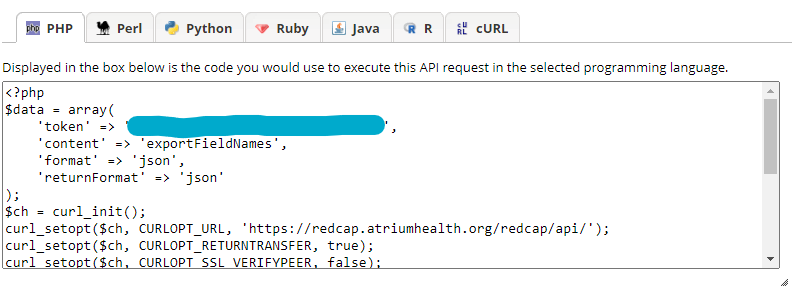 php PHP Perl Python Ruby Java R R cURL
Displayed in the box below is the code you would use to execute this API request in the selected programming language.
<?php
$data = array(
    'token' => '',
    'content' => 'exportFieldNames',
    'format' => 'json',
    'returnFormat' => 'json'
);
$ch = curl_init();
curl_setopt($ch, CURLOPT_URL, 'https://redcap.atriumhealth.org/redcap/api/');
curl_setopt($ch, CURLOPT_RETURNTRANSFER, true);
curl_setopt($ch, CURLOPT_SSL_VERIFYPEER, false);